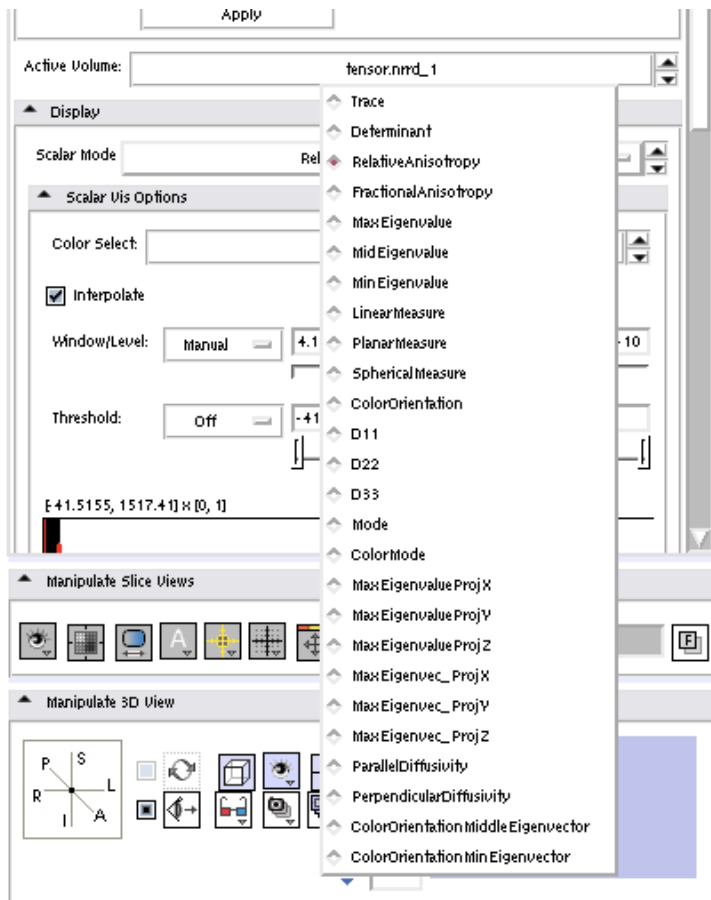 Apply
Active Volume: tensor.nrrd_1
Display
Scalar Mode Rel
Scalar Vis Options
Color Select:
Interpolate
Window/Level: Manual 4.1 10
Threshold: Off -41
[-41.5155, 1517.41] x [0, 1]
Trace
Determinant
RelativeAnisotropy
FractionalAnisotropy
MaxEigenvalue
MidEigenvalue
MinEigenvalue
LinearMeasure
PlanarMeasure
SphericalMeasure
ColorOrientation
D11
D22
D33
Mode
ColorMode
MaxEigenvalueProjX
MaxEigenvalueProjY
MaxEigenvalueProjZ
MaxEigenvec_ProjX
MaxEigenvec_ProjY
MaxEigenvec_ProjZ
ParallelDiffusivity
PerpendicularDiffusivity
ColorOrientationMiddleEigenvector
ColorOrientationMinEigenvector
Manipulate Slice Views
A
F
Manipulate 3D View
P S
R L
I A